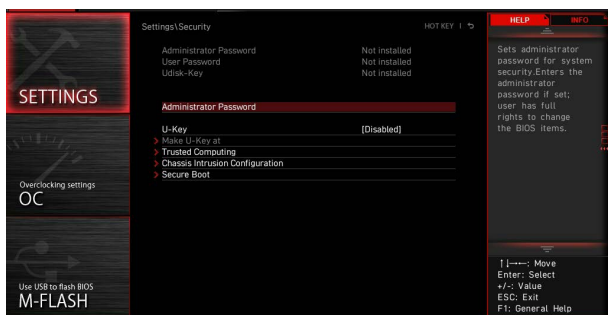 Settings\Security
HOT KEY | ↰
HELP
INFO
Administrator Password Not installed
User Password Not installed
Udisk-Key Not installed
Administrator Password
U-Key [Disabled]
> Make U-Key at
> Trusted Computing
> Chassis Intrusion Configuration
> Secure Boot
SETTINGS
Overclocking settings
OC
Use USB to flash BIOS
M-FLASH
Sets administrator
password for system
security.Enters the
administrator
password if set;
user has full
rights to change
the BIOS items.
↑↓→←: Move
Enter: Select
+/-: Value
ESC: Exit
F1: General Help